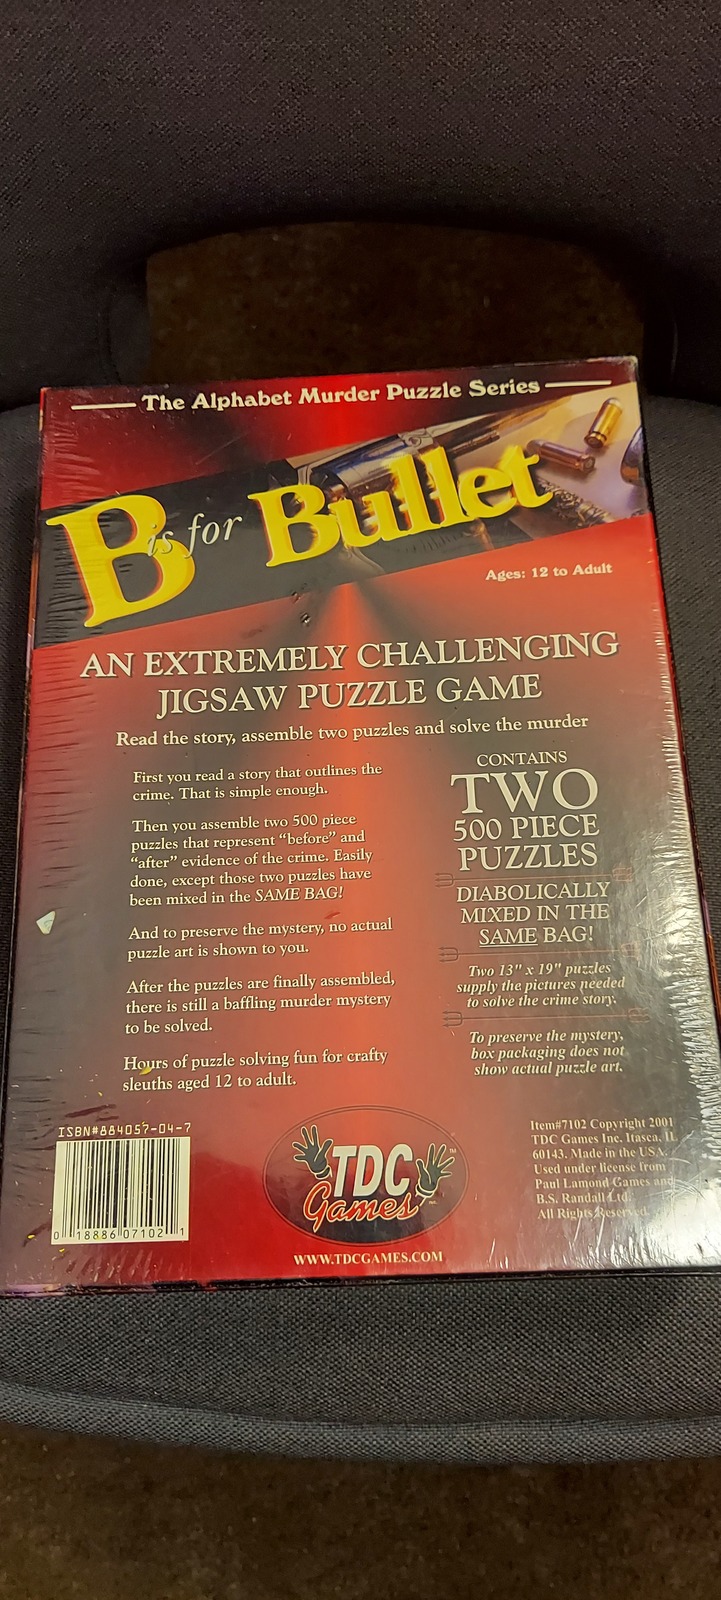 The Alphabet Murder Puzzle Series
B is for Bullet
Ages: 12 to Adult
AN EXTREMELY CHALLENGING
JIGSAW PUZZLE GAME
Read the story, assemble two puzzles and solve the murder
First you read a story that outlines the
crime. That is simple enough.
Then you assemble two 500 piece
puzzles that represent "before" and
"after" evidence of the crime. Easily
done, except those two puzzles have
been mixed in the SAME BAG!
And to preserve the mystery, no actual
puzzle art is shown to you.
After the puzzles are finally assembled,
there is still a baffling murder mystery
to be solved.
Hours of puzzle solving fun for crafty
sleuths aged 12 to adult.
CONTAINS
TWO
500 PIECE
PUZZLES
DIABOLICALLY
MIXED IN THE
SAME BAG!
Two 13" x 19" puzzles
supply the pictures needed
to solve the crime story.
To preserve the mystery,
box packaging does not
show actual puzzle art.
ISBN#884057-04-7
0 18886 07102 1
TDC
Games
TM
INC.
WWW.TDCGAMES.COM
Item#7102 Copyright 2001
TDC Games Inc. Itasca, IL
60143. Made in the USA.
Used under license from
Paul Lamond Games and
B.S. Randall Ltd.
All Rights Reserved.